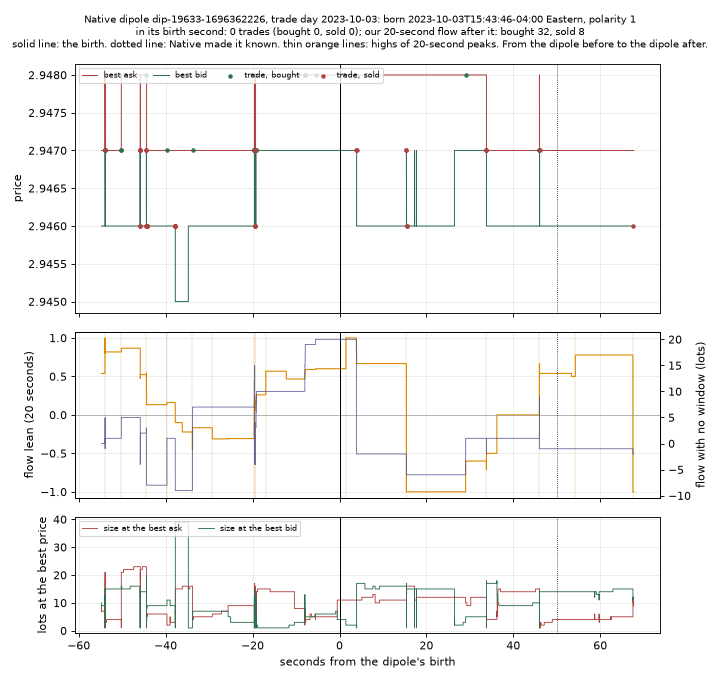 Native dipole dip-19633-1696362226, trade day 2023-10-03: born 2023-10-03T15:43:46-04:00 Eastern, polarity 1
in its birth second: 0 trades (bought 0, sold 0); our 20-second flow after it: bought 32, sold 8
solid line: the birth. dotted line: Native made it known. thin orange lines: highs of 20-second peaks. From the dipole before to the dipole after.
best ask best bid trade, bought trade, sold
2.9480
2.9475
2.9470
2.9465
2.9460
2.9455
2.9450
price
1.0
0.5
0.0
−0.5
−1.0
flow lean (20 seconds)
20
15
10
5
0
−5
−10
flow with no window (lots)
size at the best ask size at the best bid
40
30
20
10
0
lots at the best price
−60 −40 −20 0 20 40 60
seconds from the dipole's birth